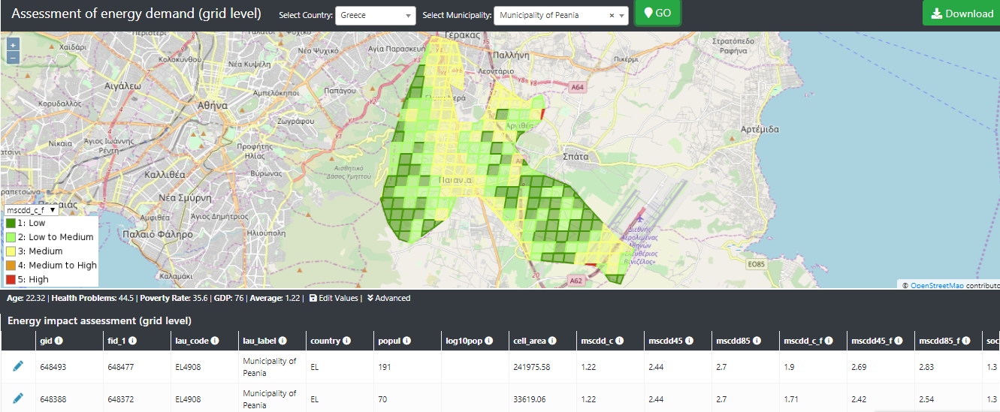 Assessment of energy demand (grid level) Select Country: Greece Select Municipality: Municipality of Peania × GO Download
Γέρακας
Στρατόπεδο
Ραφήνα
Χαϊδάρι
Νέο Ψυχικό
Αγία Παρασκευή
Παλλήνη
Πικέρμι
Κολοκυνθού
Νέα Κυψέλη
Λεοντάριο
Αιγάλεω
Αμπελόκηποι
Παπάγου
A64
Κορυδαλλός
Αθήνα
Ζωγράφου
Νίκαια
Άγιος Ιωάννης
Ρέντη
Ταύρος
Προφήτης
Ηλίας
Αρτέμιδα
Βύρωνας
Σπάτα
Αισθητικό
Δάσος Υμηττού
Καλλιθέα
Παιανία
Νέα Σμύρνη
Πειραιάς
mscdd_c_f
Αμφιθέα
Άγιος Δημήτριος
Ηλιούπολη
Παλαιό Φάληρο
Διεθνής
Αερολιμένας
Αθηνών
Ελευθέριος
Βενιζέλος
1: Low
2: Low to Medium
3: Medium
4: Medium to High
5: High
Καλαμάκι
EO85
A62
© OpenStreetMap contributo
Age: 22.32 | Health Problems: 44.5 | Poverty Rate: 35.6 | GDP: 76 | Average: 1.22 | Edit Values | Advanced
Energy impact assessment (grid level)
gid fid_1 lau_code lau_label country popul log10pop cell_area mscdd_c mscdd45 mscdd85 mscdd_c_f mscdd45_f mscdd85_f soc
648493 648477 EL4908 Municipality of Peania EL 191 241975.58 1.22 2.44 2.7 1.9 2.69 2.83 1.3
648388 648372 EL4908 Municipality of Peania EL 70 33619.06 1.22 2.44 2.7 1.71 2.42 2.54 1.3